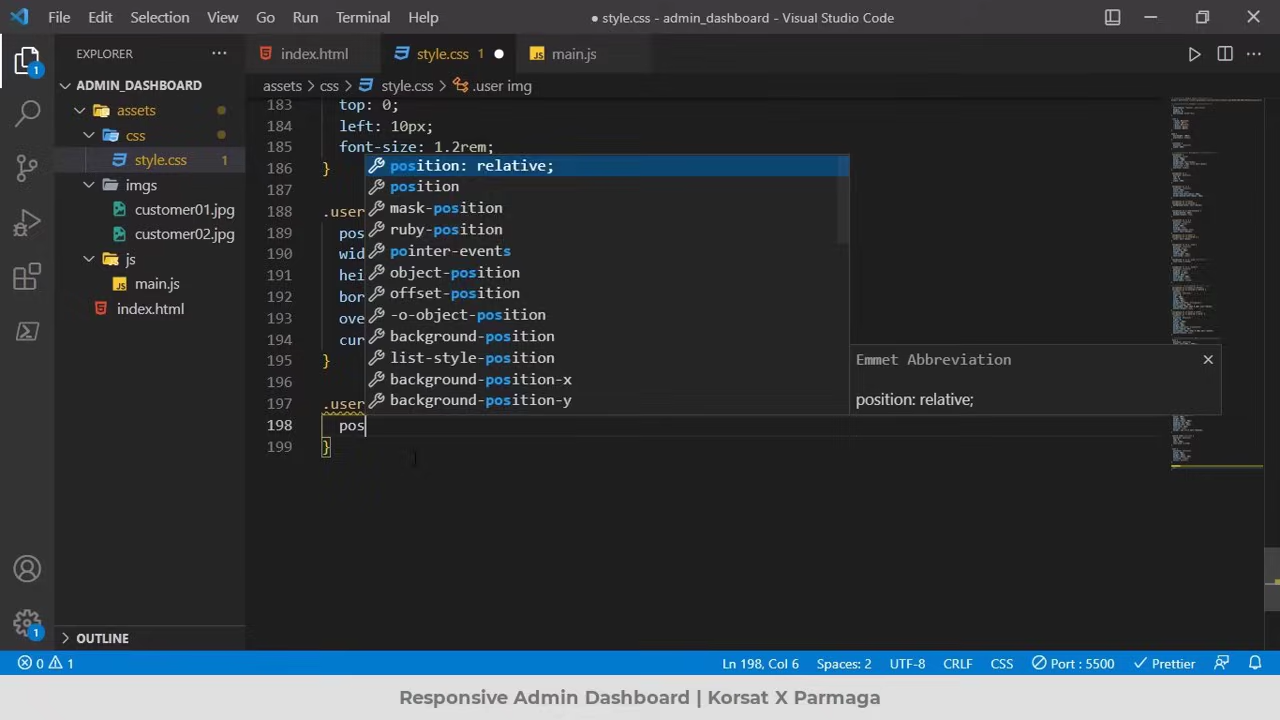 File Edit Selection View Go Run Terminal Help
● style.css - admin_dashboard - Visual Studio Code
EXPLORER
ADMIN_DASHBOARD
assets
css
style.css 1
imgs
customer01.jpg
customer02.jpg
js
main.js
index.html
OUTLINE
1
1
index.html style.css 1 main.js
assets > css > style.css > .user img
183 top: 0;
184 left: 10px;
185 font-size: 1.2rem;
186 }
187
188 .user
189 pos
190 wid
191 hei
192 bor
193 ove
194 cur
195 }
196
197 .user
198 pos
199 }
position: relative;
position
mask-position
ruby-position
pointer-events
object-position
offset-position
-o-object-position
background-position
list-style-position
background-position-x
background-position-y
Emmet Abbreviation
position: relative;
0 1 Ln 198, Col 6 Spaces: 2 UTF-8 CRLF CSS Port : 5500 Prettier
Responsive Admin Dashboard | Korsat X Parmaga